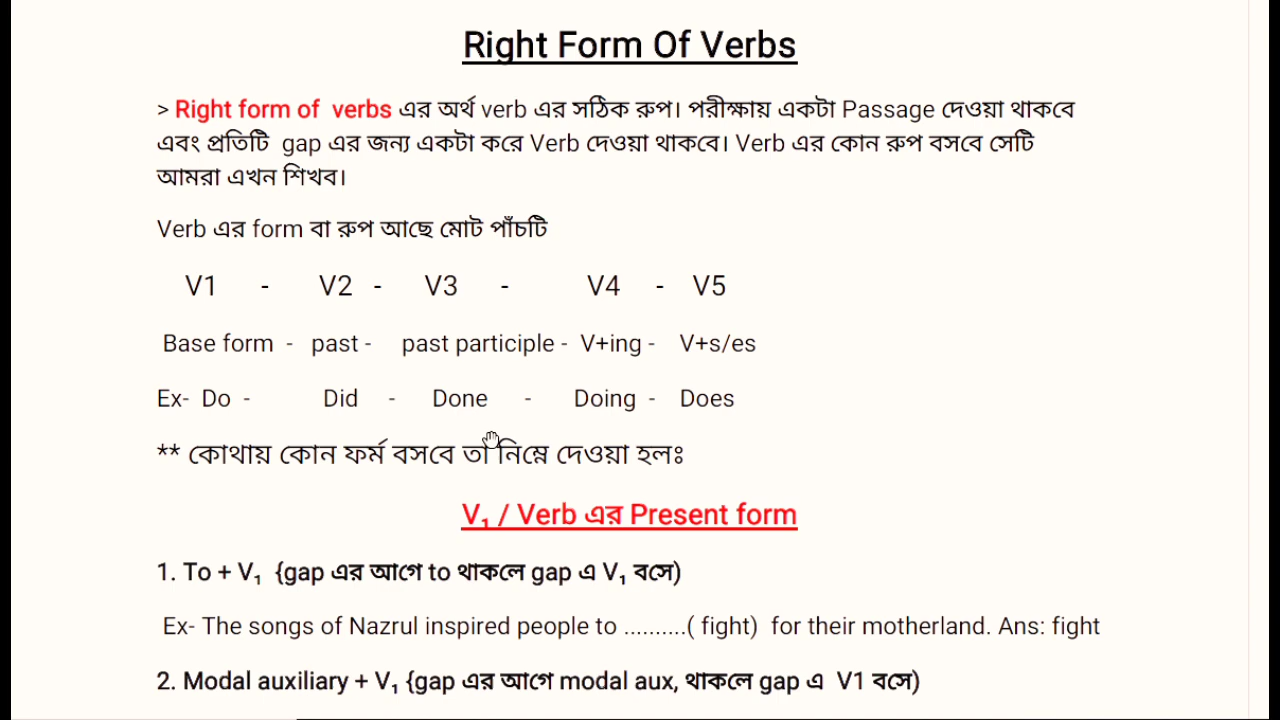 Right Form Of Verbs
> Right form of verbs এর অর্থ verb এর সঠিক রুপ। পরীক্ষায় একটা Passage দেওয়া থাকবে
এবং প্রতিটি gap এর জন্য একটা করে Verb দেওয়া থাকবে। Verb এর কোন রুপ বসবে সেটি
আমরা এখন শিখব।
Verb এর form বা রুপ আছে মোট পাঁচটি
V1 - V2 - V3 - V4 - V5
Base form - past - past participle - V+ing - V+s/es
Ex- Do - Did - Done - Doing - Does
** কোথায় কোন ফর্ম বসবে তা নিম্নে দেওয়া হলঃ
V₁ / Verb এর Present form
1. To + V₁ {gap এর আগে to থাকলে gap এ V₁ বসে)
Ex- The songs of Nazrul inspired people to ..........( fight) for their motherland. Ans: fight
2. Modal auxiliary + V₁ {gap এর আগে modal aux, থাকলে gap এ V1 বসে)